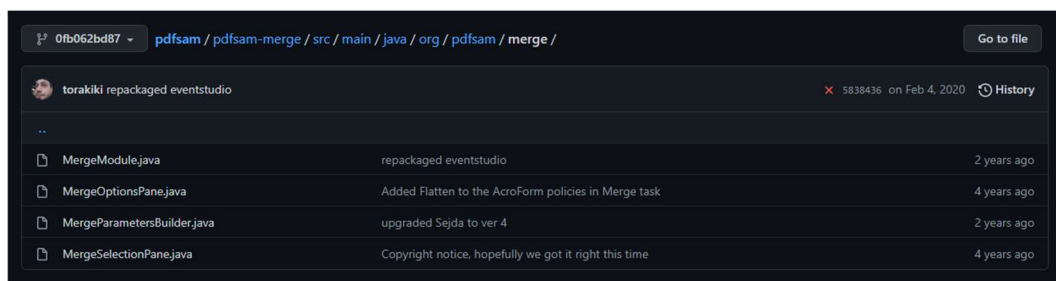 0fb062bd87 pdfsam / pdfsam-merge / src / main / java / org / pdfsam / merge / Go to file
torakiki repackaged eventstudio 5838436 on Feb 4, 2020 History
..
MergeModule.java repackaged eventstudio 2 years ago
MergeOptionsPane.java Added Flatten to the AcroForm policies in Merge task 4 years ago
MergeParametersBuilder.java upgraded Sejda to ver 4 2 years ago
MergeSelectionPane.java Copyright notice, hopefully we got it right this time 4 years ago